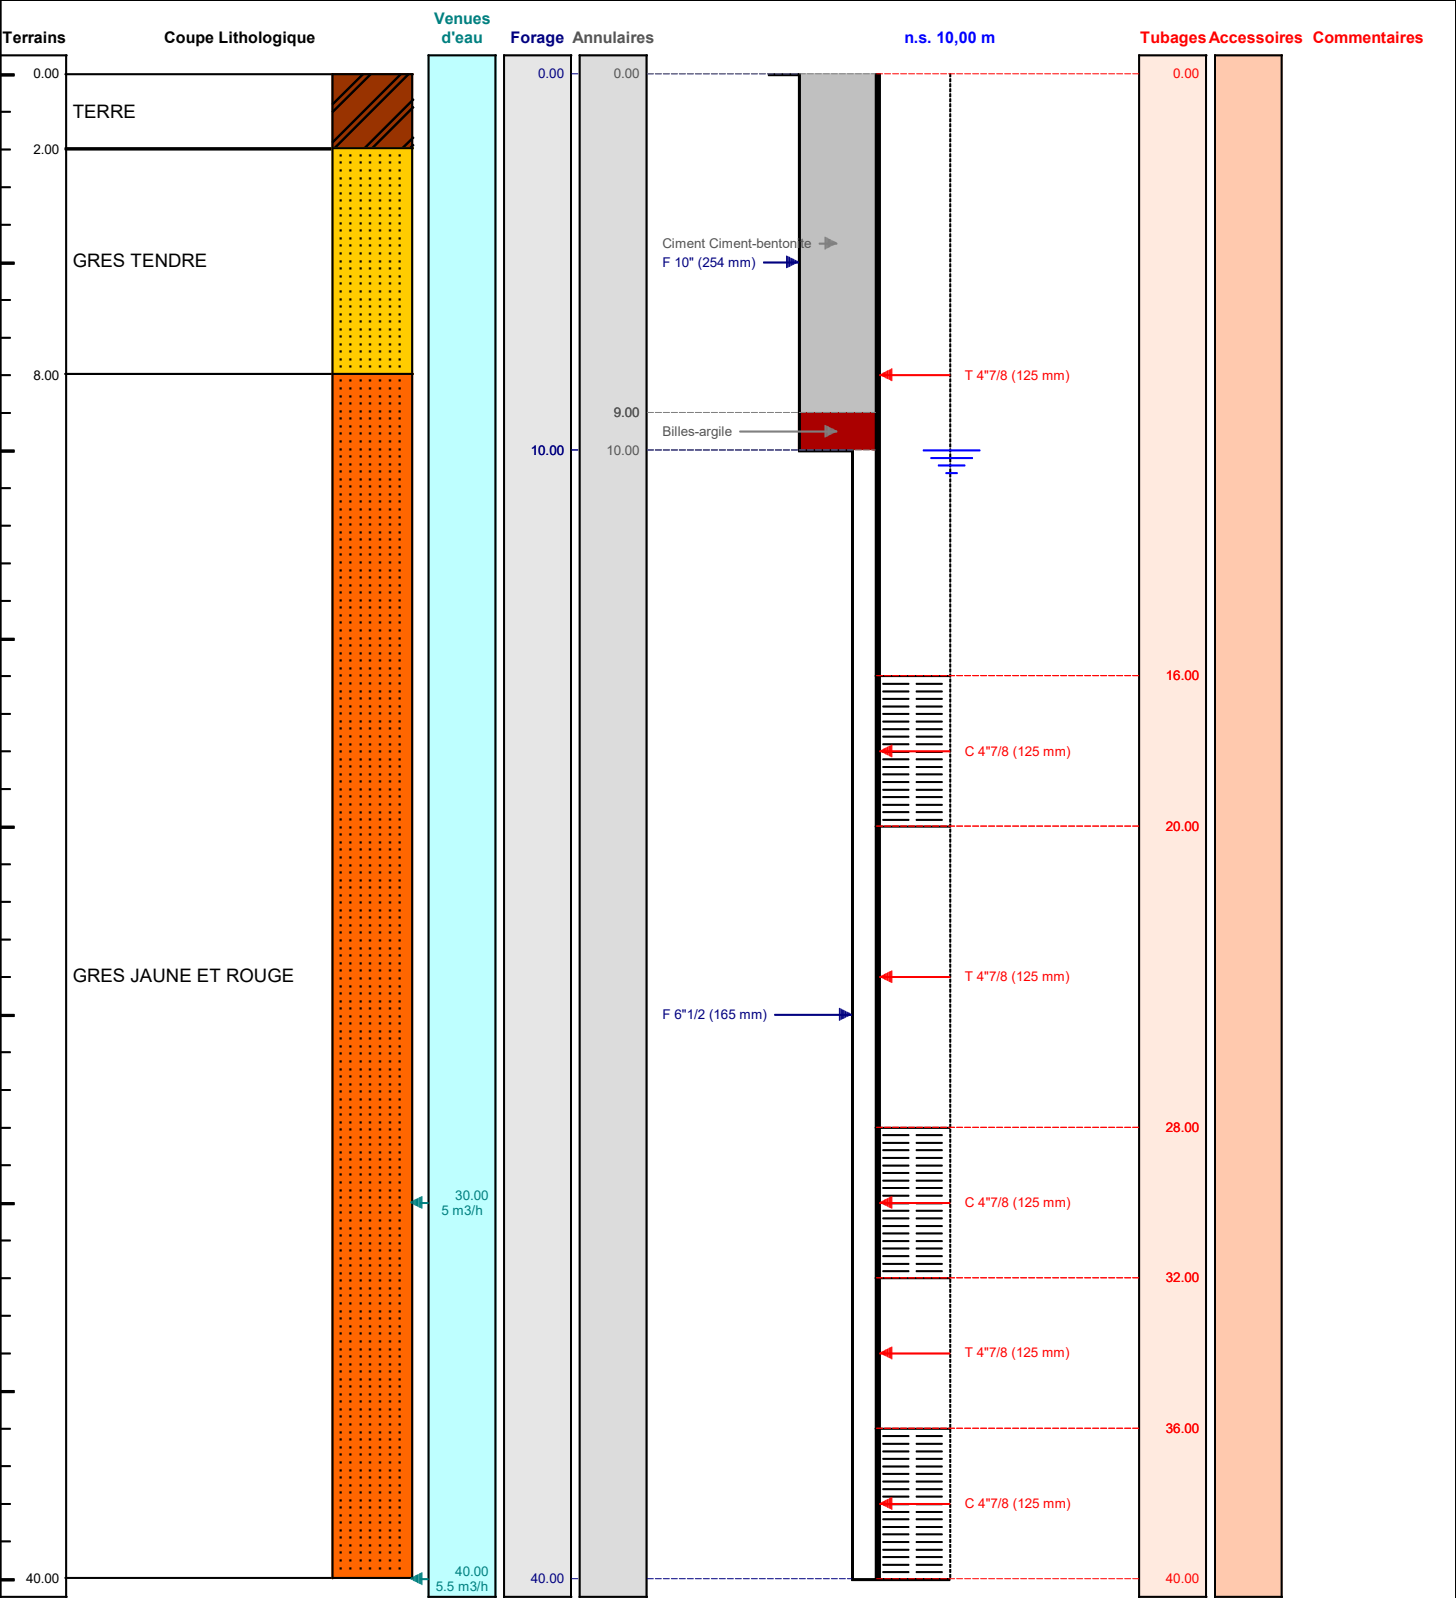 Venues
Terrains Coupe Lithologique d'eau Forage Annulaires n.s. 10,00 m Tubages Accessoires Commentaires
0.00 0.00 0.00 0.00
TERRE
2.00
Ciment Ciment-bentonite
GRES TENDRE F 10" (254 mm)
8.00 T 4"7/8 (125 mm)
9.00
Billes-argile
10.00 10.00
16.00
C 4"7/8 (125 mm)
20.00
GRES JAUNE ET ROUGE T 4"7/8 (125 mm)
F 6"1/2 (165 mm)
28.00
30.00 C 4"7/8 (125 mm)
5 m3/h
32.00
T 4"7/8 (125 mm)
36.00
C 4"7/8 (125 mm)
40.00 40.00 40.00 40.00
5.5 m3/h